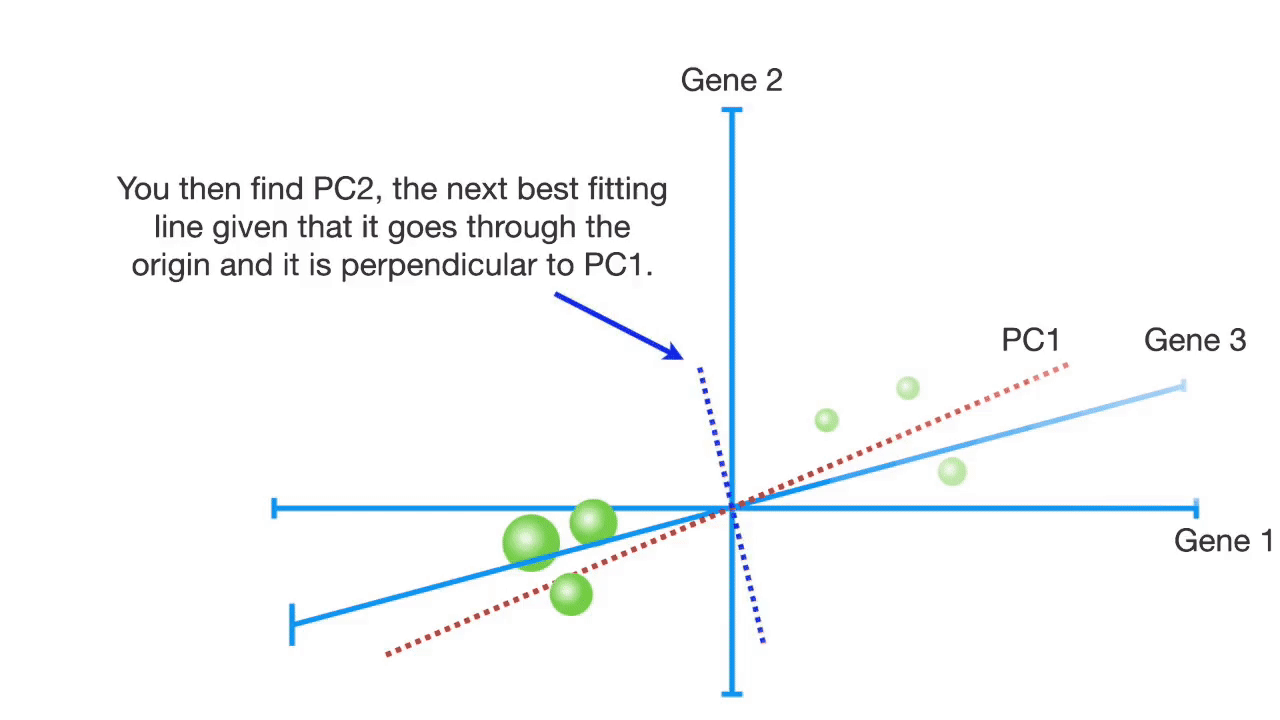 Gene 2
You then find PC2, the next best fitting
line given that it goes through the
origin and it is perpendicular to PC1.
PC1
Gene 3
Gene 1